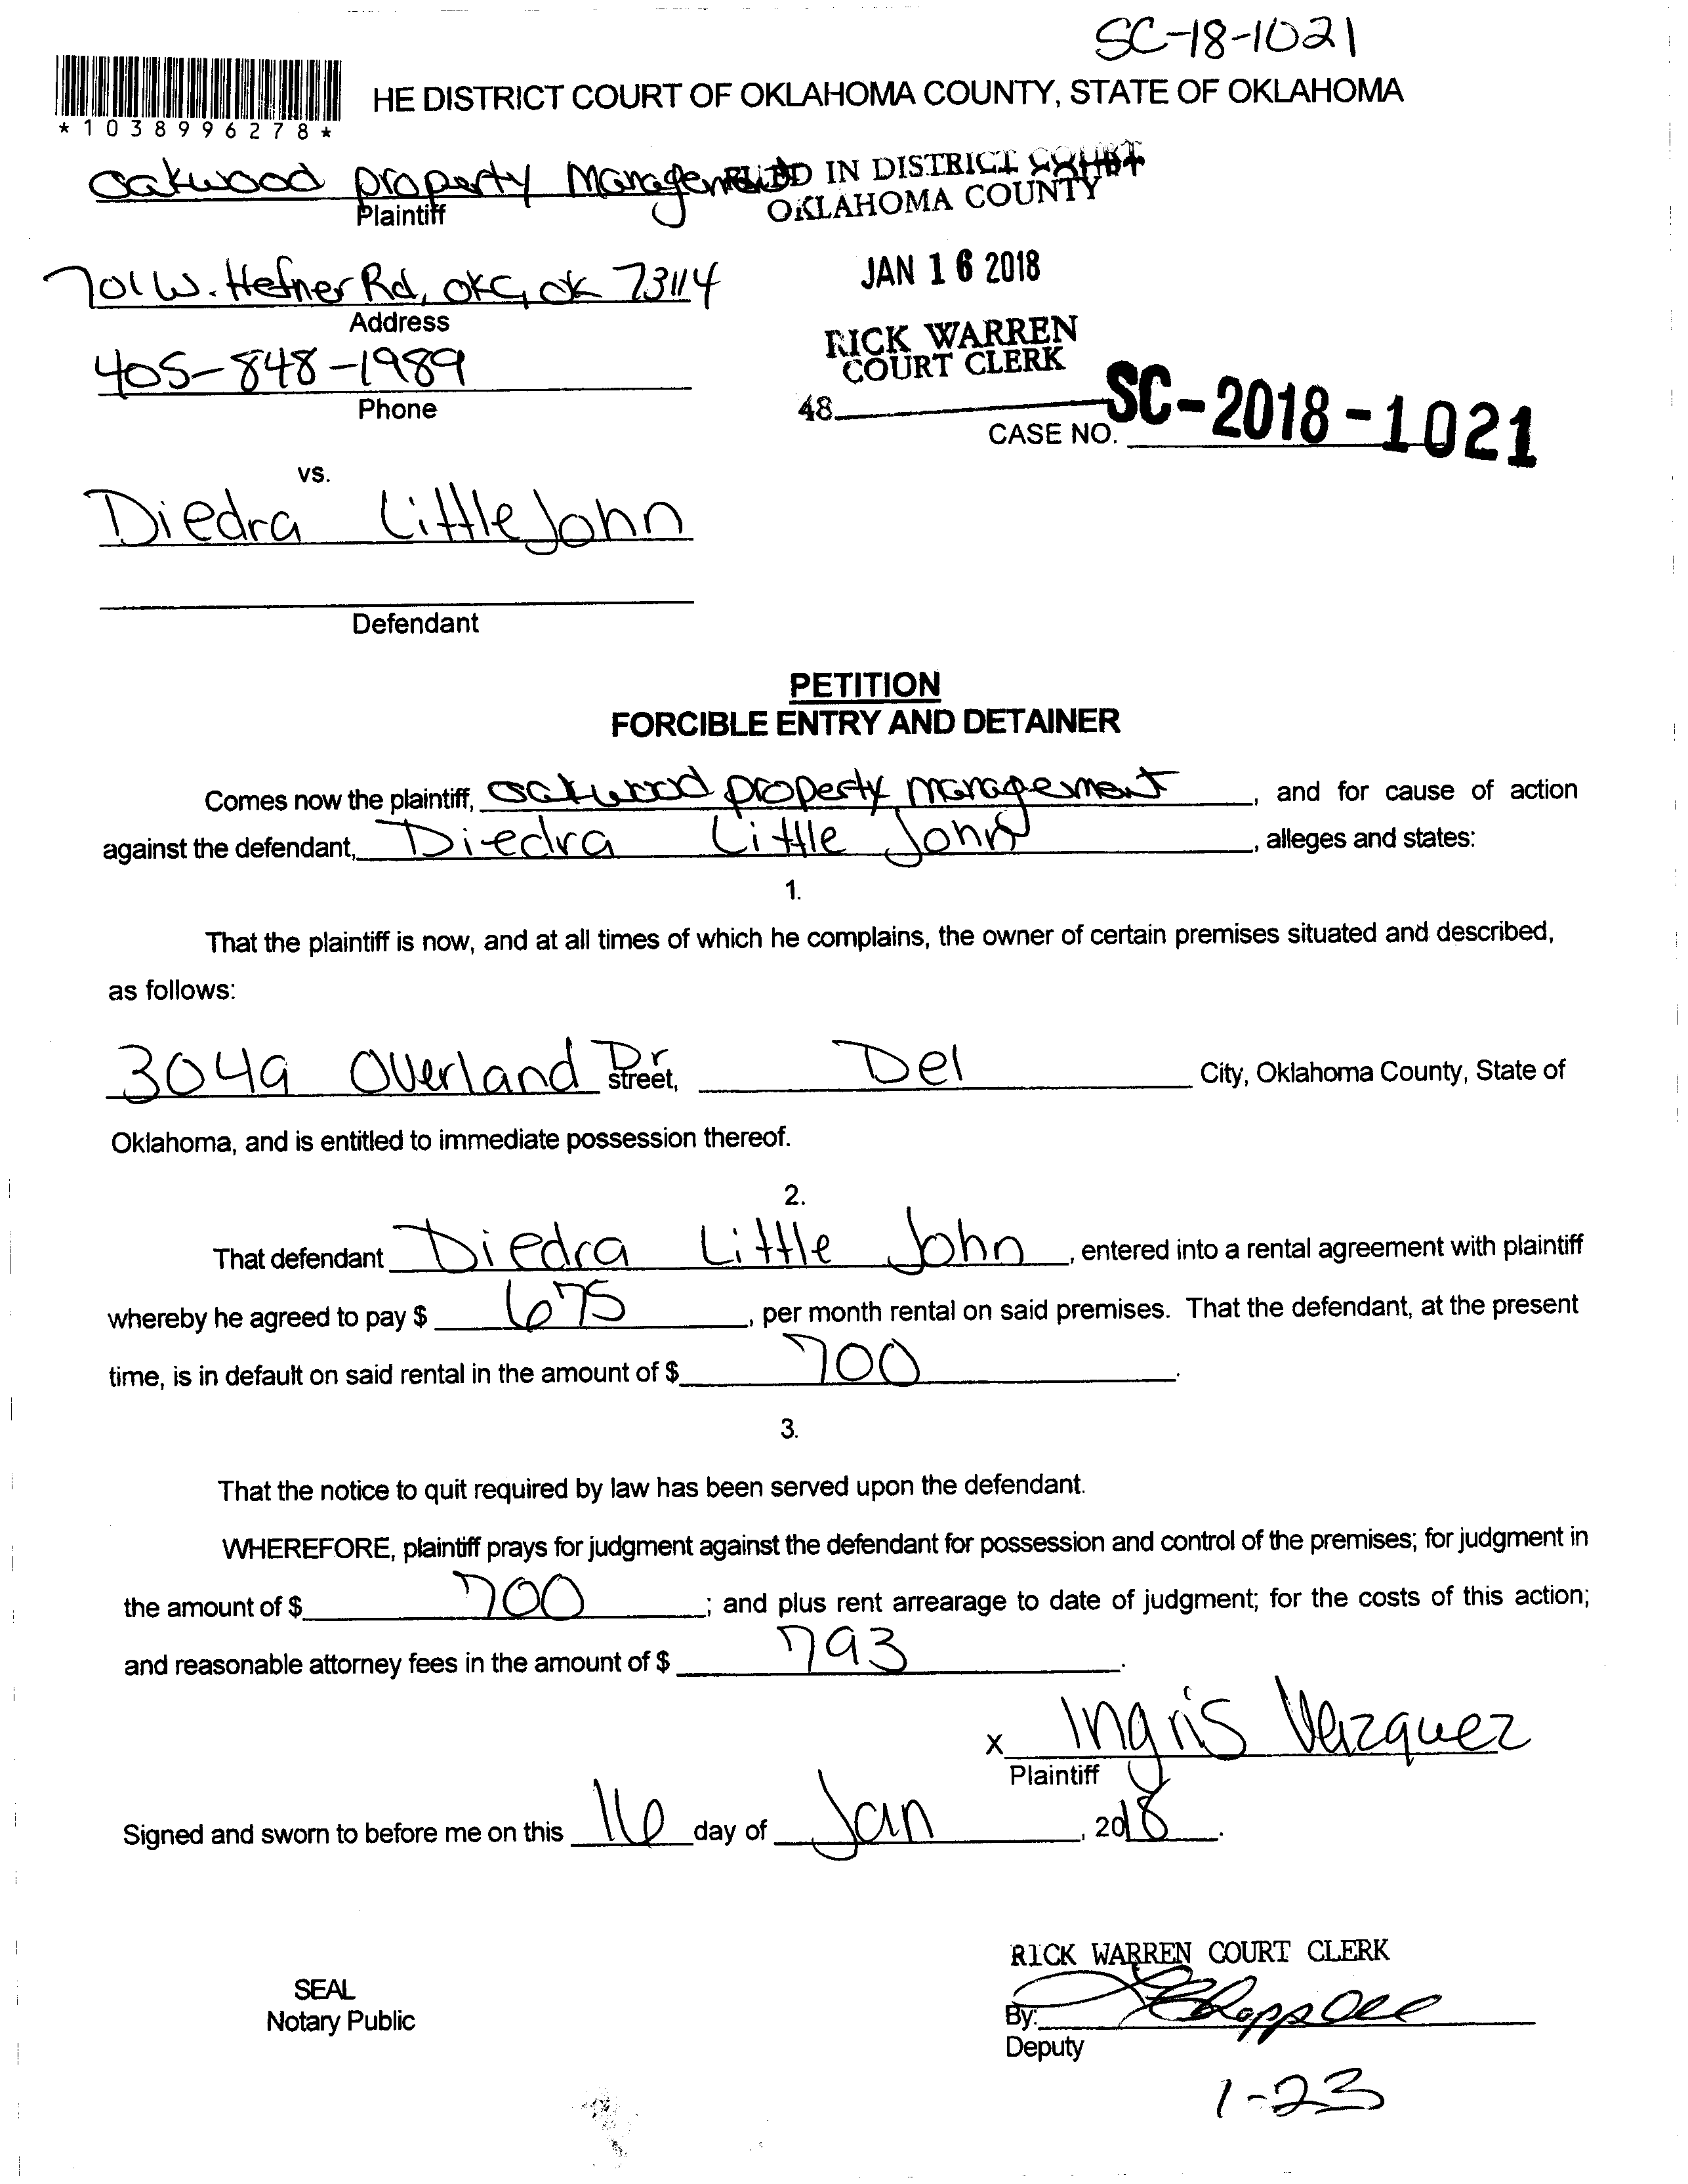 SC-18-1021
HE DISTRICT COURT OF OKLAHOMA COUNTY, STATE OF OKLAHOMA
*1038996278*
Oakwood property Management
FILED IN DISTRICT COURT
Plaintiff
OKLAHOMA COUNTY
701 W. Hefner Rd, OKC, OK 73114
JAN 16 2018
Address
RICK WARREN
COURT CLERK
405-848-1989
Phone
48
CASE NO. SC-2018-1021
vs.
Diedra LittleJohn
Defendant
PETITION
FORCIBLE ENTRY AND DETAINER
Comes now the plaintiff, Oakwood property management, and for cause of action
against the defendant, Diedra Little John, alleges and states:
1.
That the plaintiff is now, and at all times of which he complains, the owner of certain premises situated and described,
as follows:
3049 Overland Dr Street, Del City, Oklahoma County, State of
Oklahoma, and is entitled to immediate possession thereof.
2.
That defendant Diedra Little John, entered into a rental agreement with plaintiff
whereby he agreed to pay $ 675, per month rental on said premises. That the defendant, at the present
time, is in default on said rental in the amount of $ 700.
3.
That the notice to quit required by law has been served upon the defendant.
WHEREFORE, plaintiff prays for judgment against the defendant for possession and control of the premises; for judgment in
the amount of $ 700; and plus rent arrearage to date of judgment; for the costs of this action;
and reasonable attorney fees in the amount of $ 793.
x Ingris Vazquez
Plaintiff
Signed and sworn to before me on this 16 day of Jan, 2018.
RICK WARREN COURT CLERK
SEAL
Notary Public
By:
Deputy
1-23